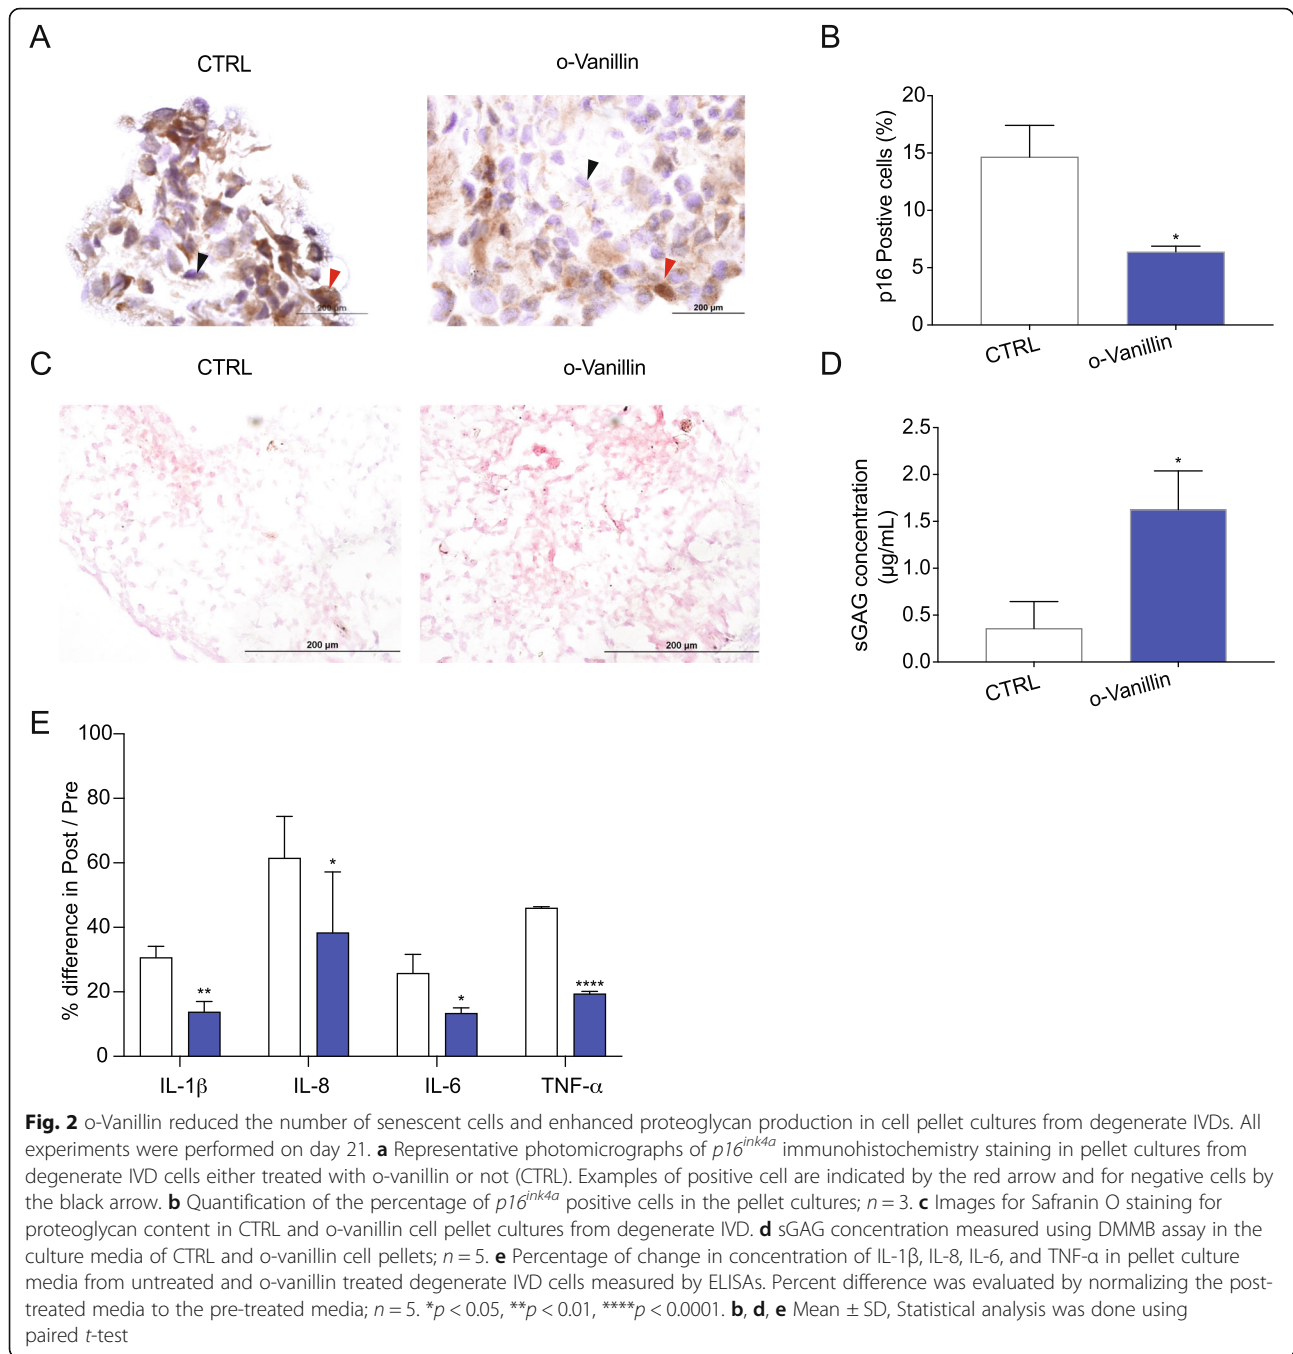 A
CTRL
o-Vanillin
200 µm
200 µm
B
p16 Postive cells (%)
20
15
10
5
0
*
CTRL
o-Vanillin
C
CTRL
o-Vanillin
200 µm
200 µm
D
sGAG concentration
(µg/mL)
2.5
2.0
1.5
1.0
0.5
0.0
*
CTRL
o-Vanillin
E
% difference in Post / Pre
100
80
60
40
20
0
**
*
*
****
IL-1β
IL-8
IL-6
TNF-α
Fig. 2 o-Vanillin reduced the number of senescent cells and enhanced proteoglycan production in cell pellet cultures from degenerate IVDs. All
experiments were performed on day 21. a Representative photomicrographs of p16ink4a immunohistochemistry staining in pellet cultures from
degenerate IVD cells either treated with o-vanillin or not (CTRL). Examples of positive cell are indicated by the red arrow and for negative cells by
the black arrow. b Quantification of the percentage of p16ink4a positive cells in the pellet cultures; n = 3. c Images for Safranin O staining for
proteoglycan content in CTRL and o-vanillin cell pellet cultures from degenerate IVD. d sGAG concentration measured using DMMB assay in the
culture media of CTRL and o-vanillin cell pellets; n = 5. e Percentage of change in concentration of IL-1β, IL-8, IL-6, and TNF-α in pellet culture
media from untreated and o-vanillin treated degenerate IVD cells measured by ELISAs. Percent difference was evaluated by normalizing the post-
treated media to the pre-treated media; n = 5. *p < 0.05, **p < 0.01, ****p < 0.0001. b, d, e Mean ± SD, Statistical analysis was done using
paired t-test